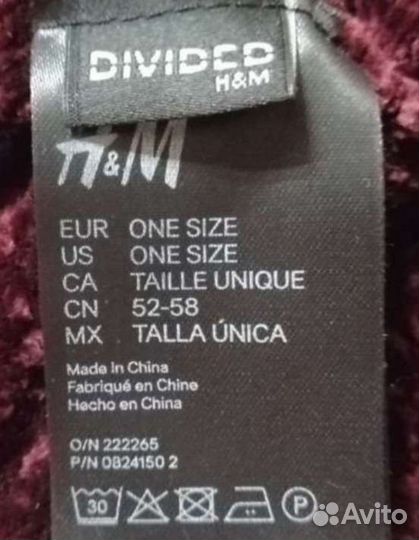 DIVIDED
H&M
H&M
EUR ONE SIZE
US ONE SIZE
CA TAILLE UNIQUE
CN 52-58
MX TALLA ÚNICA
Made in China
Fabriqué en Chine
Hecho en China
O/N 222265
P/N 0824150 2
30 P
Avito